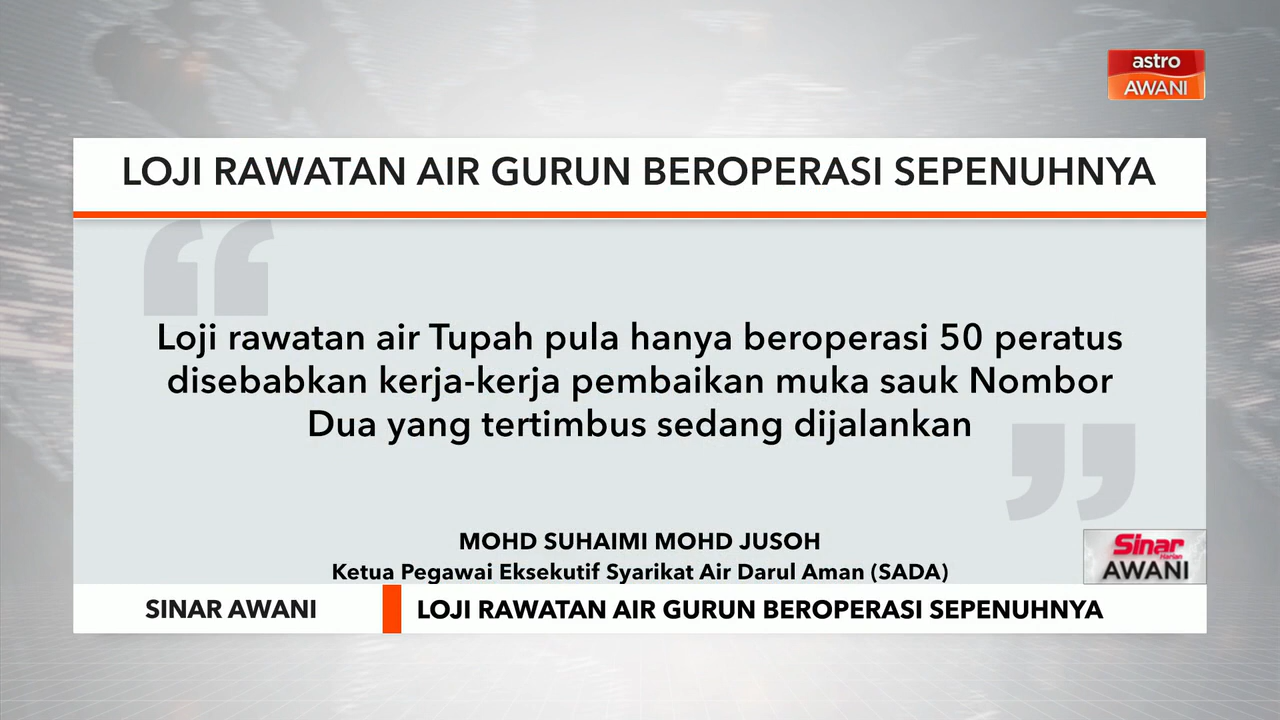 astro
AWANI
LOJI RAWATAN AIR GURUN BEROPERASI SEPENUHNYA
“
Loji rawatan air Tupah pula hanya beroperasi 50 peratus
disebabkan kerja-kerja pembaikan muka sauk Nombor
Dua yang tertimbus sedang dijalankan
”
MOHD SUHAIMI MOHD JUSOH
Ketua Pegawai Eksekutif Syarikat Air Darul Aman (SADA)
Sinar
Harian
AWANI
SINAR AWANI
LOJI RAWATAN AIR GURUN BEROPERASI SEPENUHNYA